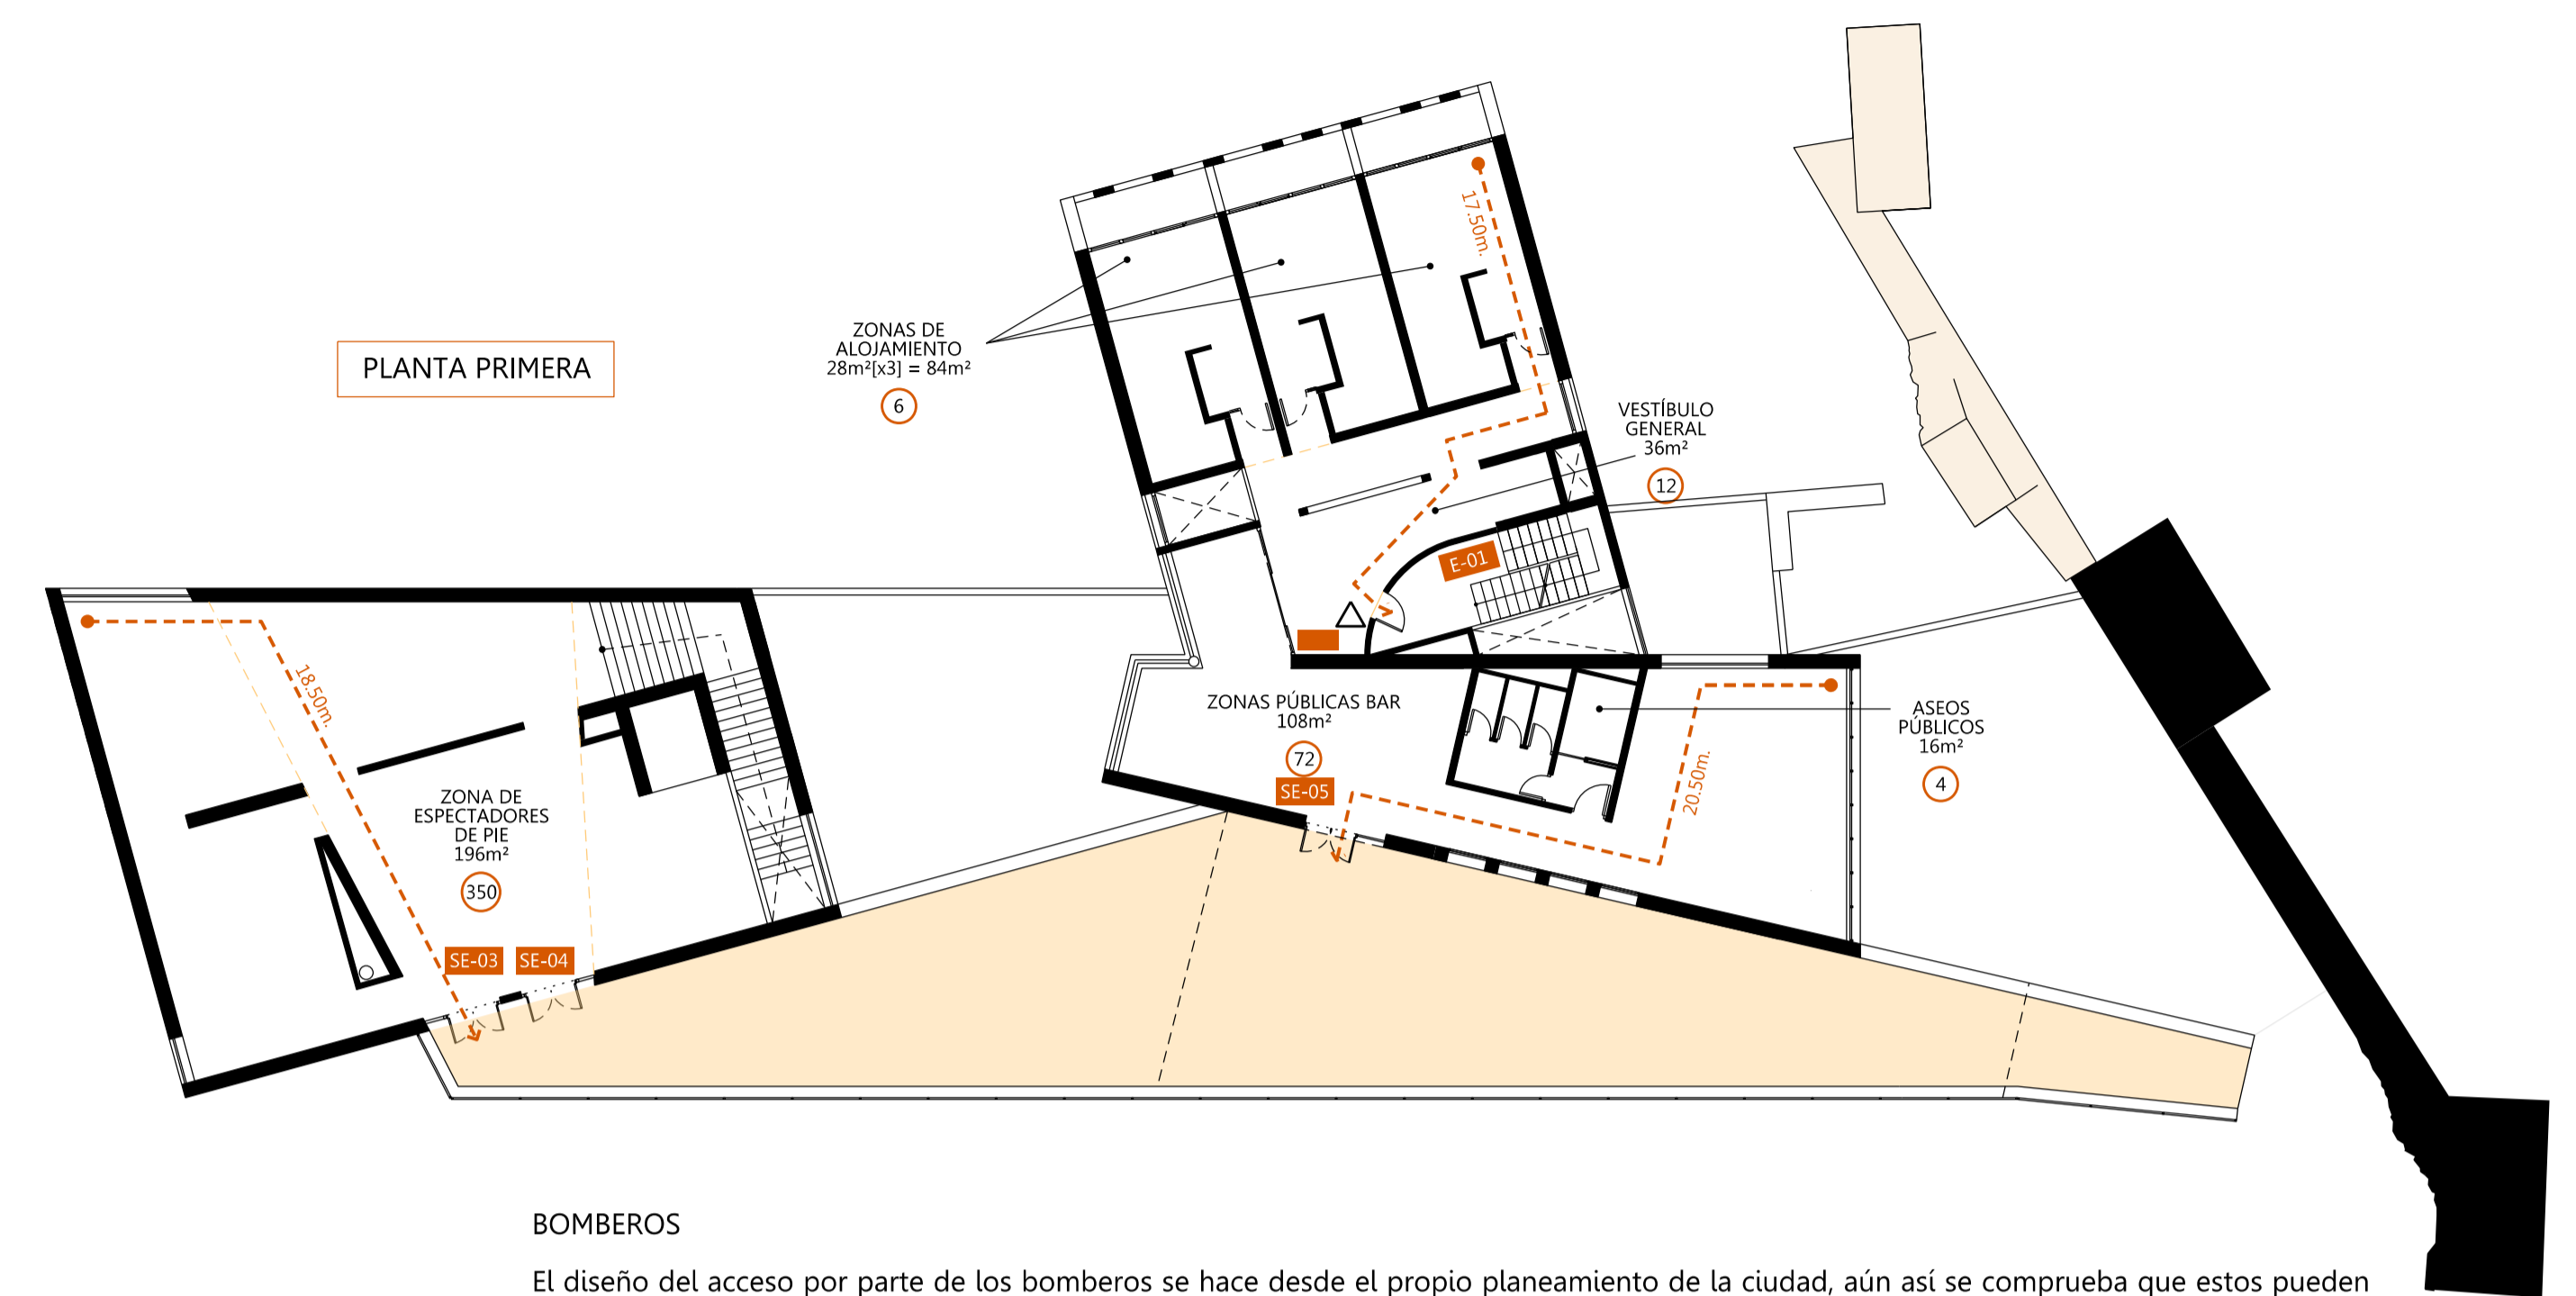 17.50m.
ZONAS DE
ALOJAMIENTO
28m²[x3] = 84m²
6
PLANTA PRIMERA
VESTÍBULO
GENERAL
36m²
12
E-01
18.50m.
ZONAS PÚBLICAS BAR
108m²
72
SE-05
ASEOS
PÚBLICOS
16m²
4
20.50m.
ZONA DE
ESPECTADORES
DE PIE
196m²
350
SE-03
SE-04
BOMBEROS
El diseño del acceso por parte de los bomberos se hace desde el propio planeamiento de la ciudad, aún así se comprueba que estos pueden